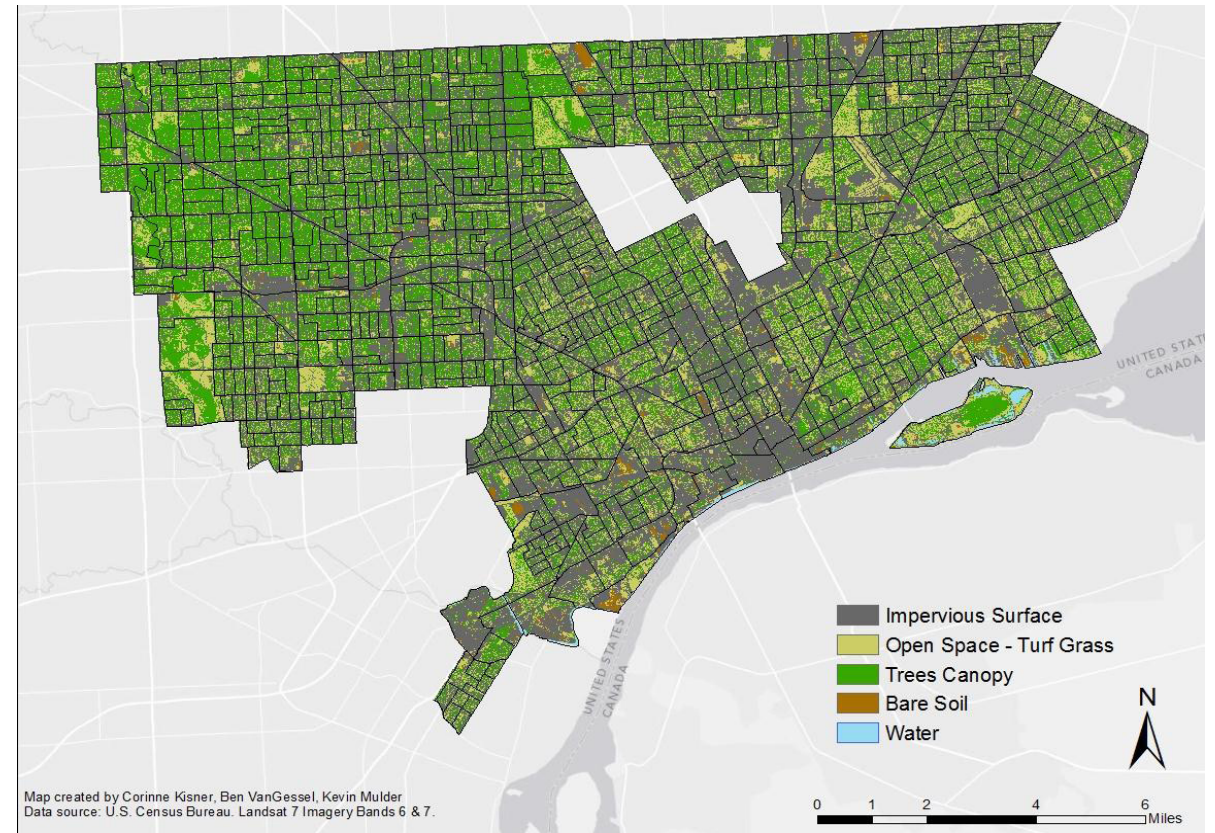 UNITED STAT
CANADA
UNITED STATES
CANADA
Impervious Surface
Open Space - Turf Grass
Trees Canopy
Bare Soil
Water
N
Map created by Corinne Kisner, Ben VanGessel, Kevin Mulder
Data source: U.S. Census Bureau. Landsat 7 Imagery Bands 6 & 7.
0 1 2 4 6
Miles